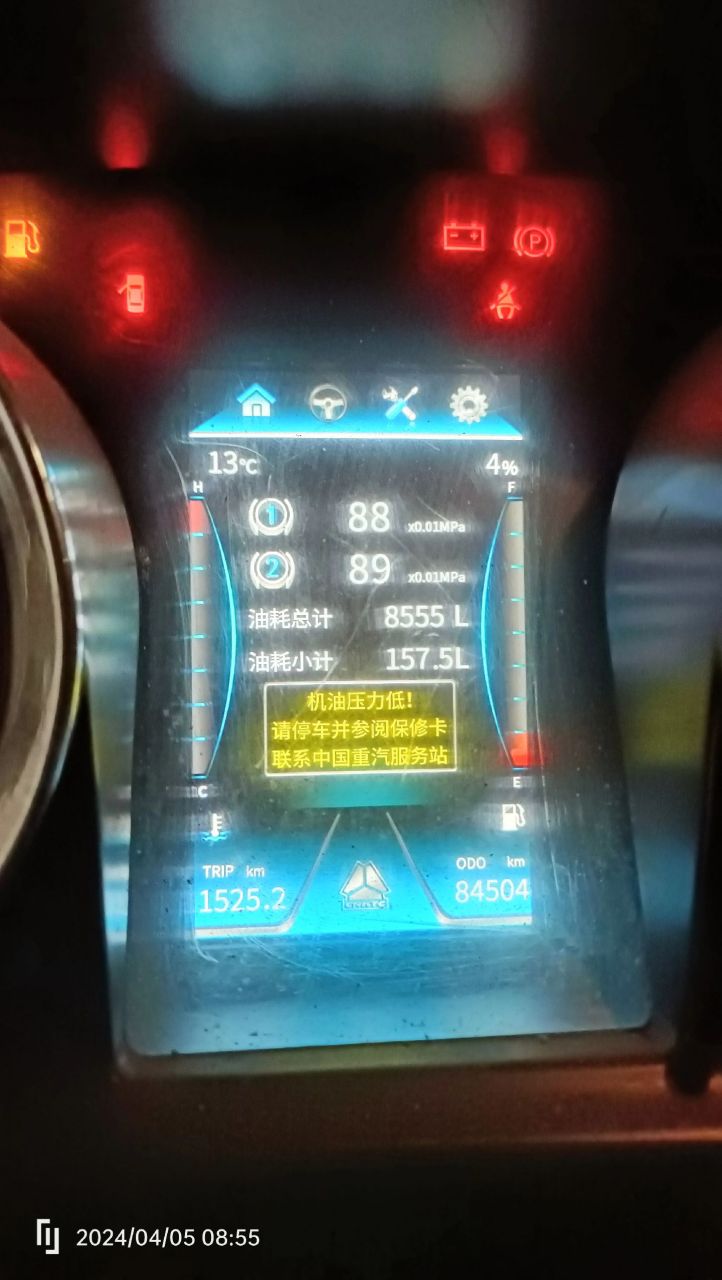 13℃
4%
H
F
1
88 x0.01MPa
2
89 x0.01MPa
油耗总计 8555 L
油耗小计 157.5L
机油压力低!
请停车并参阅保修卡
联系中国重汽服务站
C
E
TRIP km
ODO km
1525.2
84504
P
2024/04/05 08:55